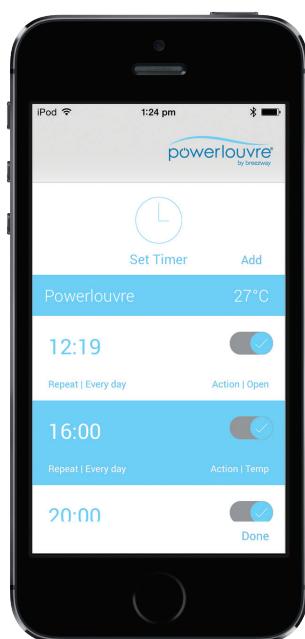 iPod 1:24 pm
powerlouvre®
by breezway
Set Timer Add
Powerlouvre 27°C
12:19
Repeat | Every day Action | Open
16:00
Repeat | Every day Action | Temp
20:00
Done